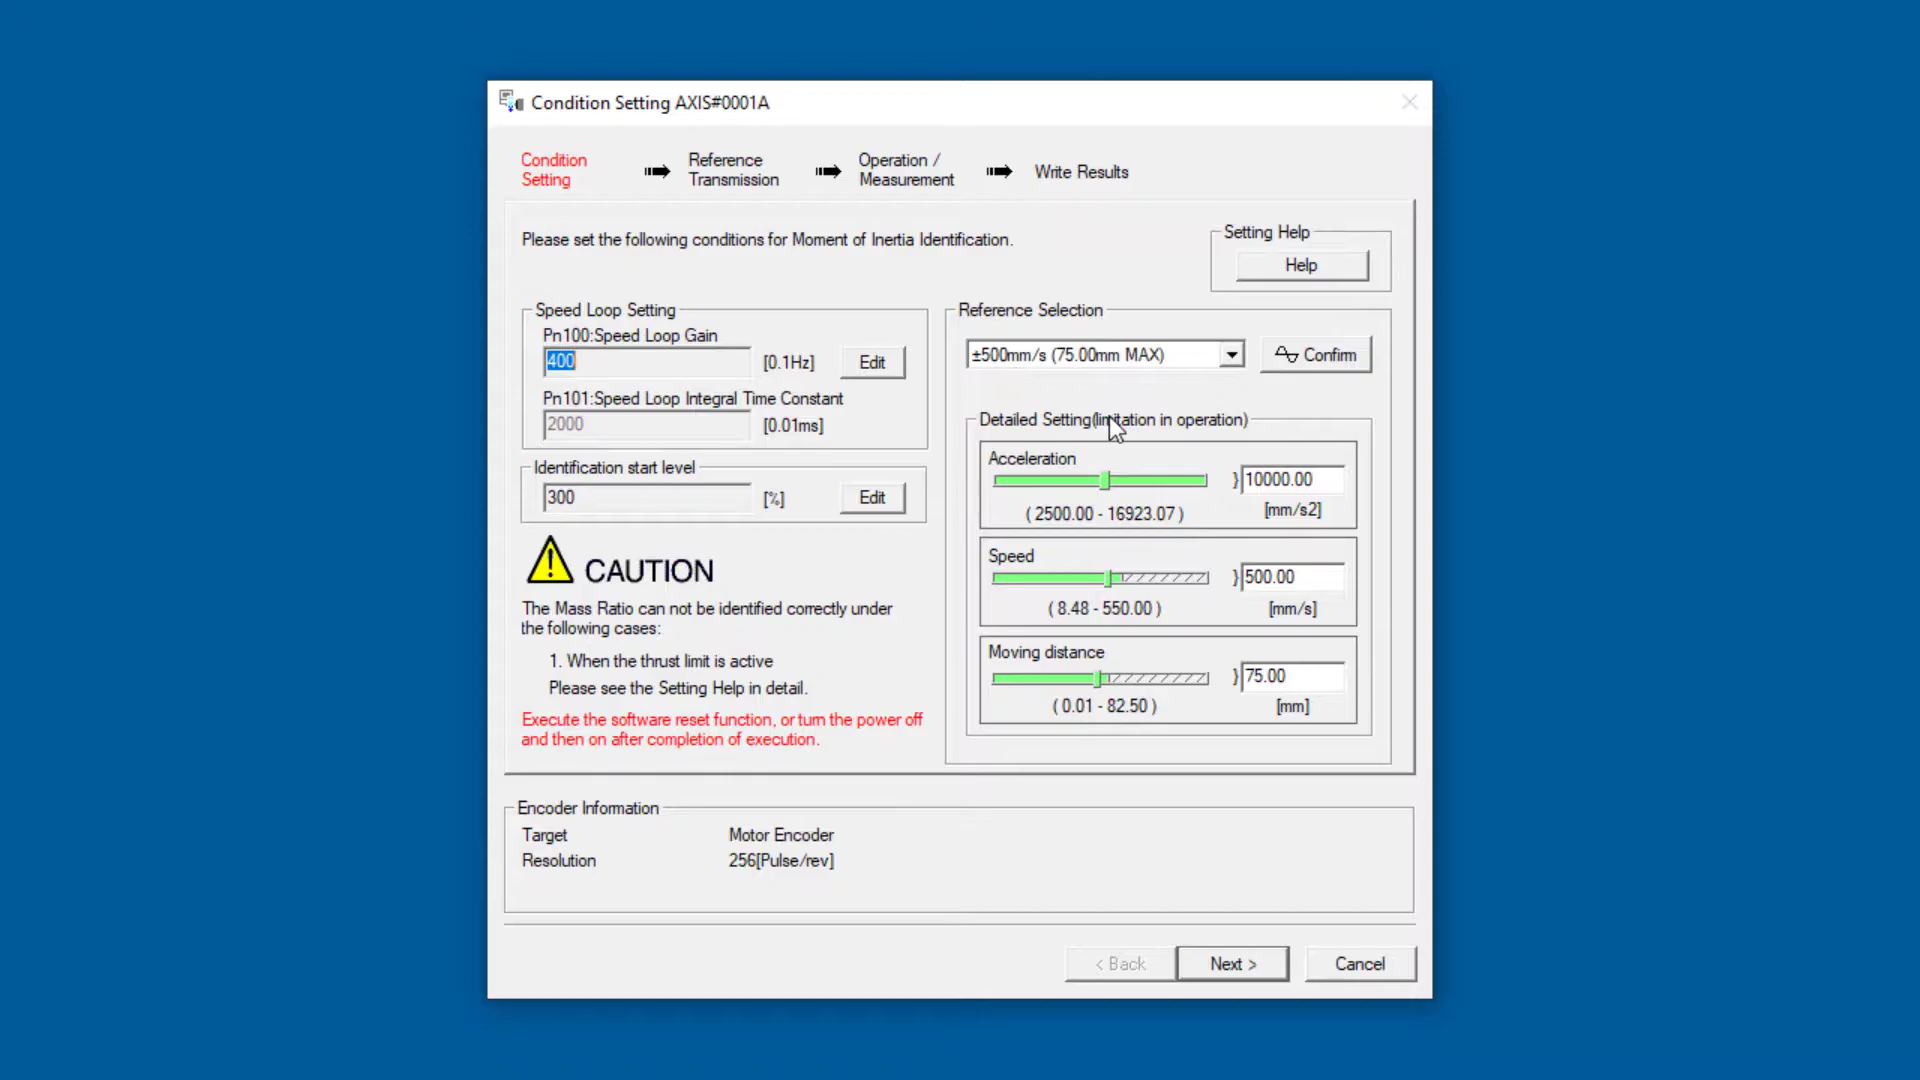 Condition Setting AXIS#0001A
Condition
Setting
Reference
Transmission
Operation /
Measurement
Write Results
Please set the following conditions for Moment of Inertia Identification.
Setting Help
Help
Speed Loop Setting
Pn100:Speed Loop Gain
400 [0.1Hz] Edit
Pn101:Speed Loop Integral Time Constant
2000 [0.01ms]
Identification start level
300 [%] Edit
CAUTION
The Mass Ratio can not be identified correctly under
the following cases:
1. When the thrust limit is active
Please see the Setting Help in detail.
Execute the software reset function, or turn the power off
and then on after completion of execution.
Reference Selection
±500mm/s (75.00mm MAX) Confirm
Detailed Setting(limitation in operation)
Acceleration
}10000.00
( 2500.00 - 16923.07 ) [mm/s2]
Speed
}500.00
( 8.48 - 550.00 ) [mm/s]
Moving distance
}75.00
( 0.01 - 82.50 ) [mm]
Encoder Information
Target Motor Encoder
Resolution 256[Pulse/rev]
< Back Next > Cancel